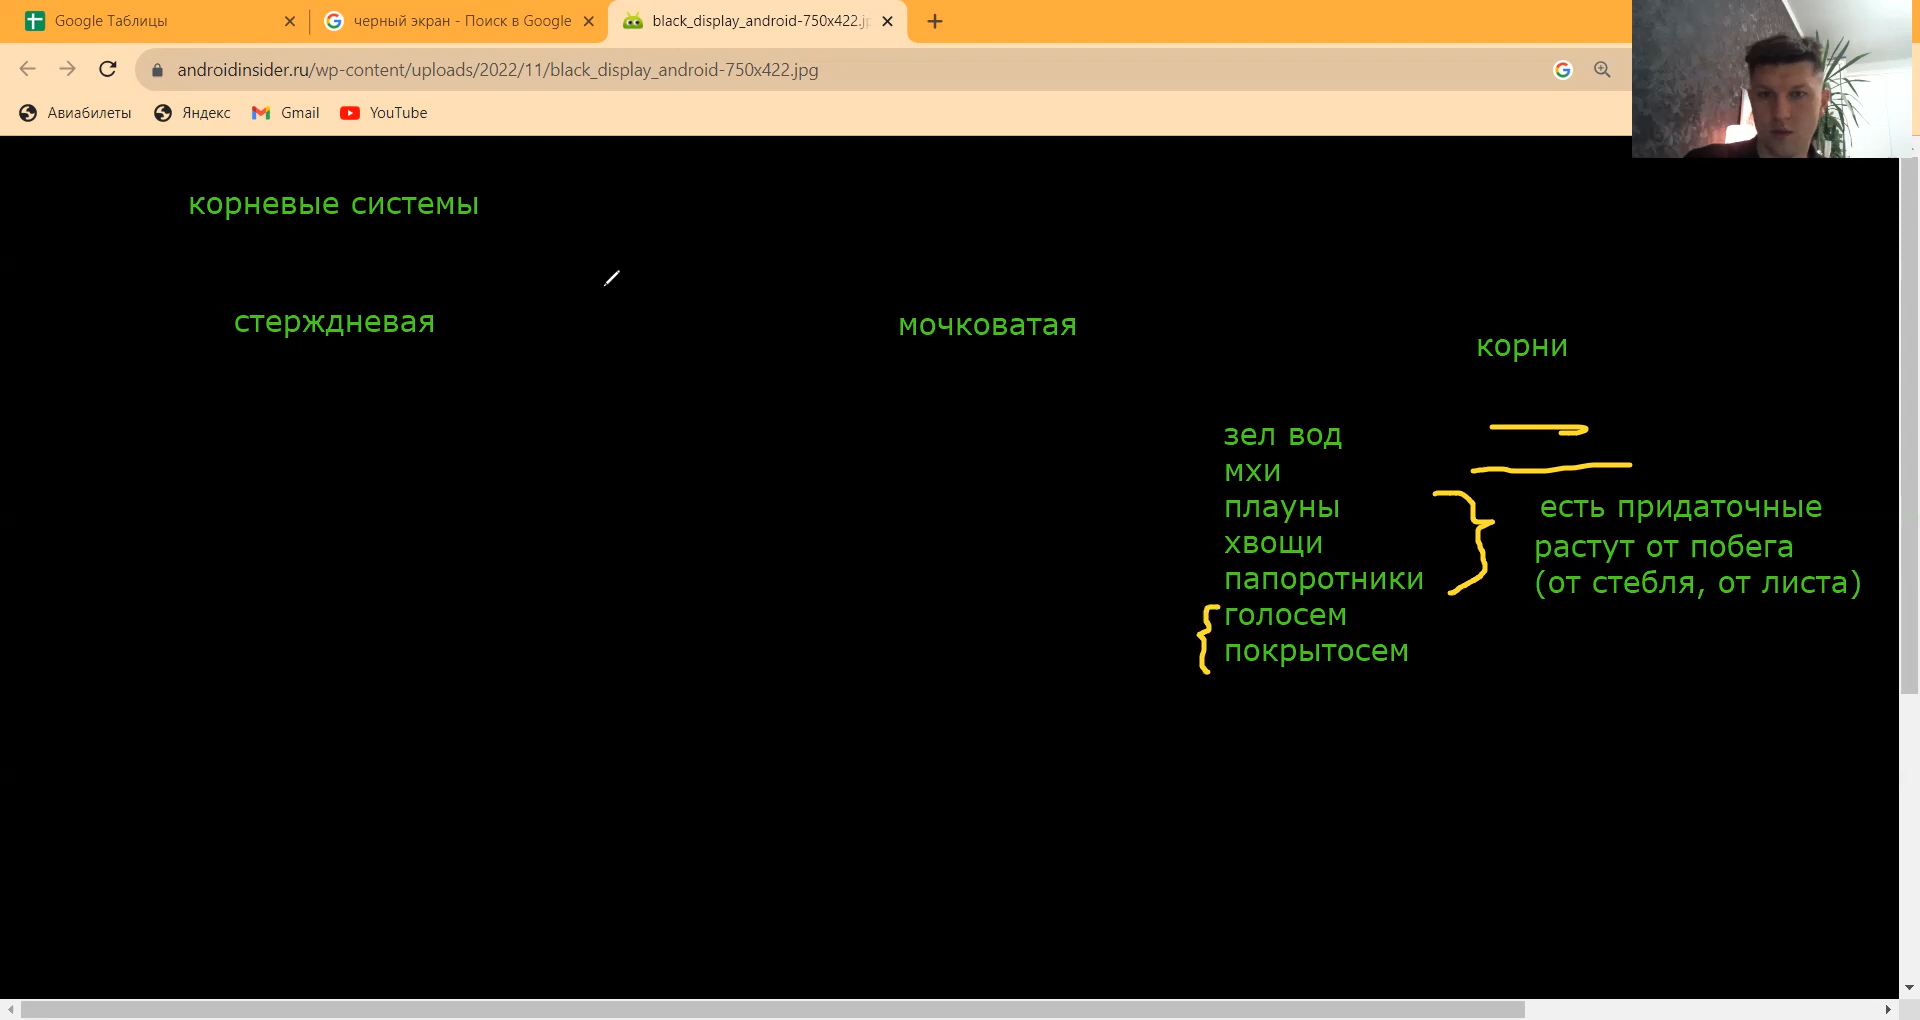 Google Таблицы
черный экран - Поиск в Google
black_display_android-750x422.j
androidinsider.ru/wp-content/uploads/2022/11/black_display_android-750x422.jpg
Авиабилеты Яндекс Gmail YouTube
корневые системы
стерждневая
мочковатая
корни
зел вод
мхи
плауны
есть придаточные
хвощи
растут от побега
папоротники
(от стебля, от листа)
голосем
покрытосем